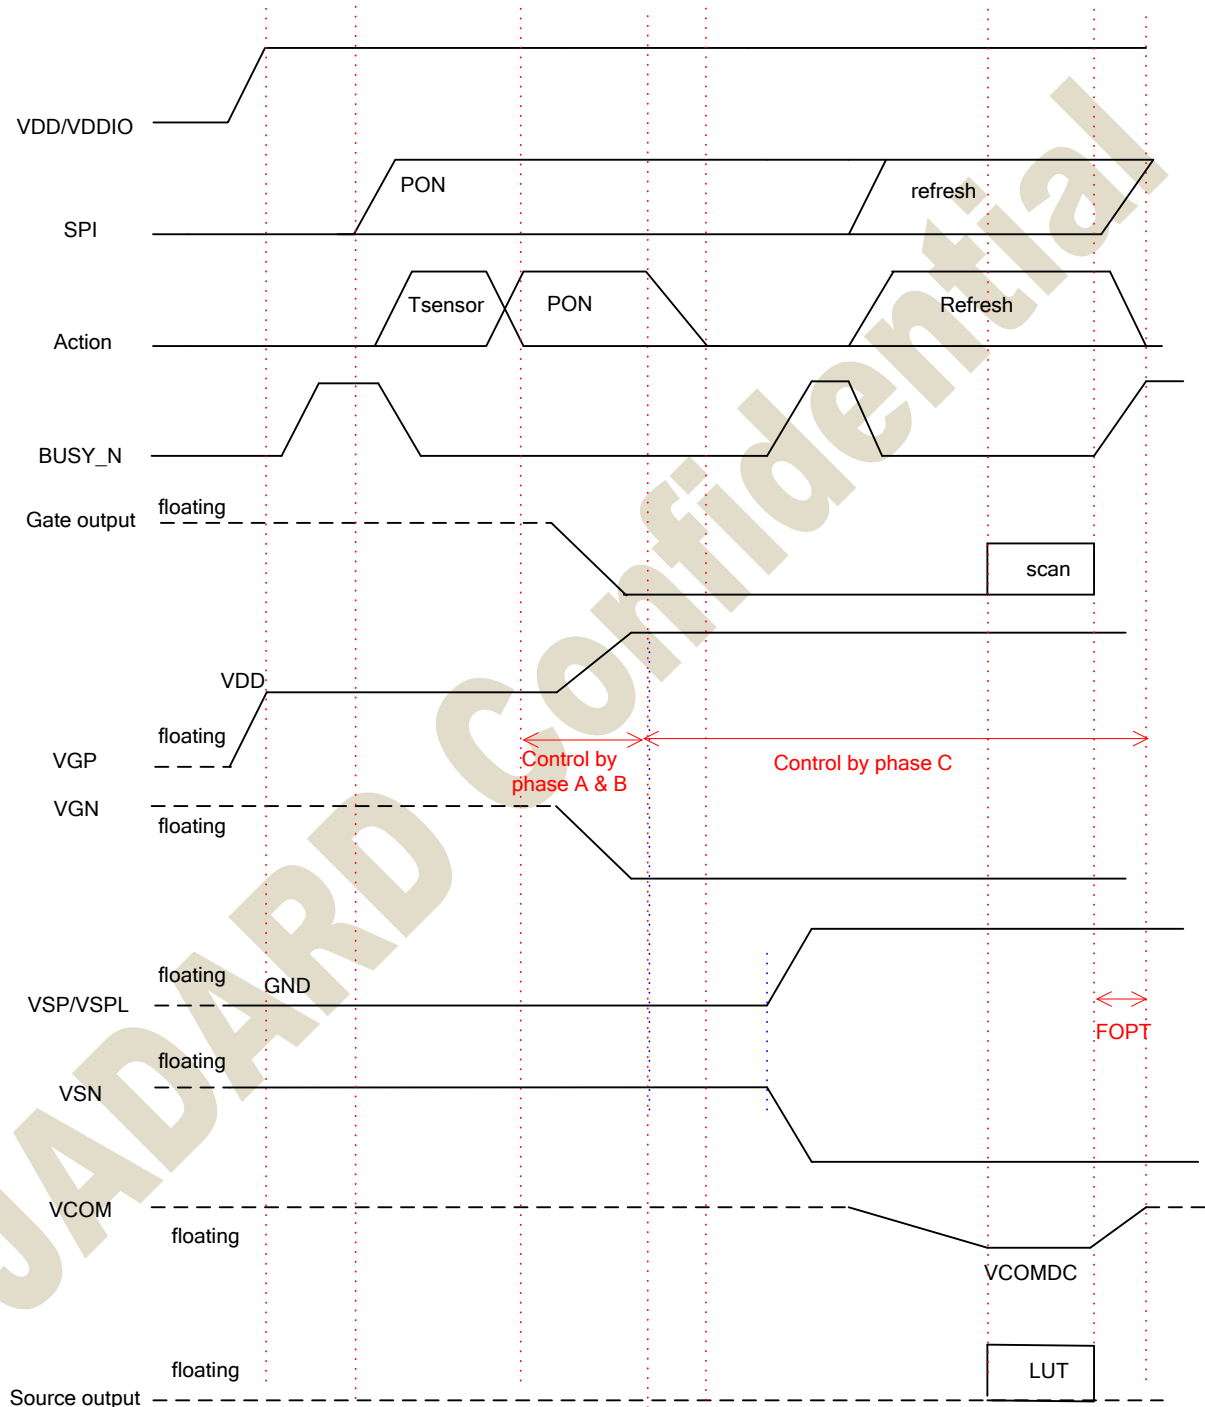 VDD/VDDIO
PON
refresh
SPI
Tsensor
PON
Refresh
Action
BUSY_N
floating
Gate output
scan
VDD
floating
VGP
Control by
phase A & B
Control by phase C
VGN
floating
floating
GND
VSP/VSPL
FOPT
floating
VSN
VCOM
floating
VCOMDC
floating
LUT
Source output
JADARD Confidential